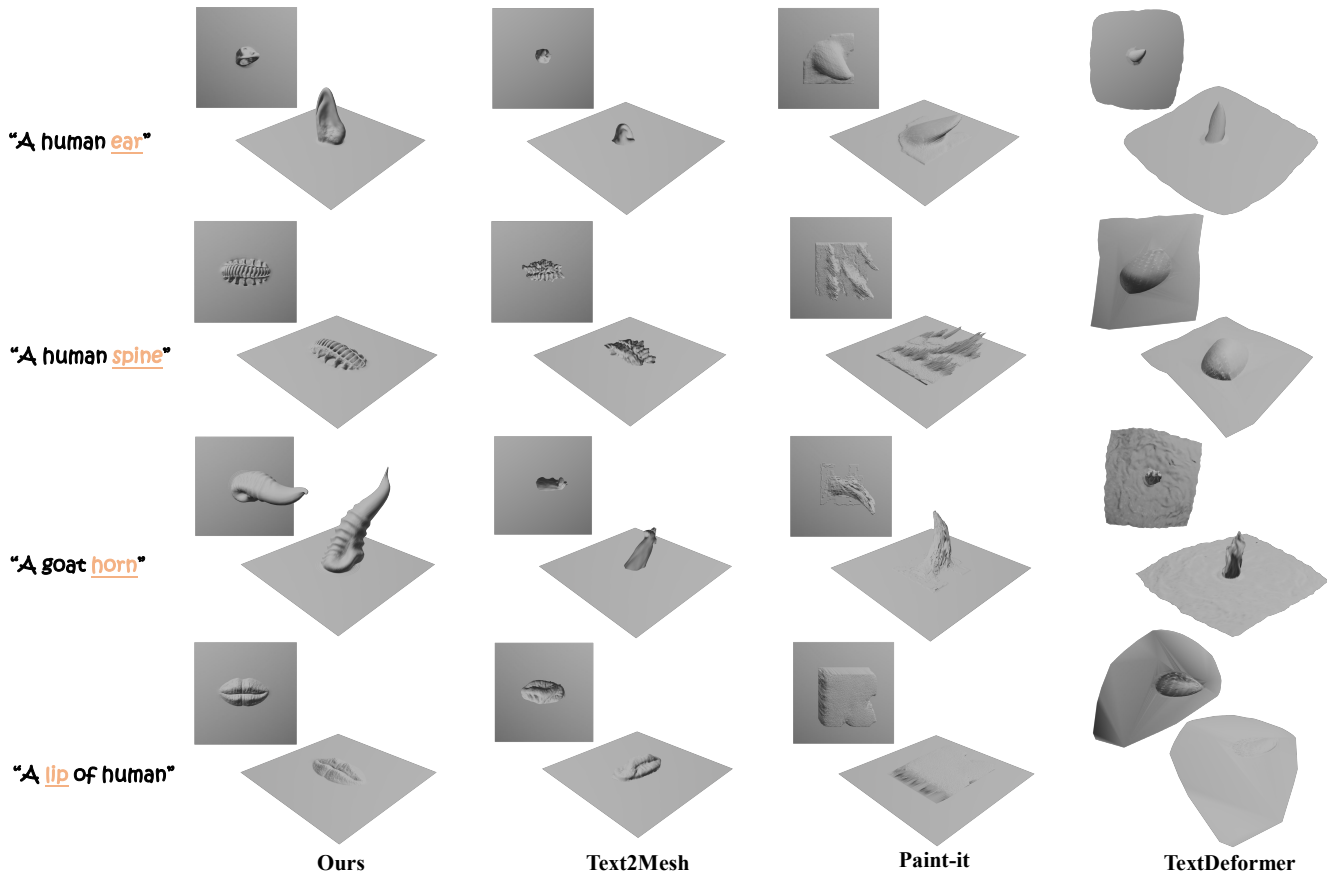 “A human ear”
“A human spine”
“A goat horn”
“A lip of human”
Ours
Text2Mesh
Paint-it
TextDeformer